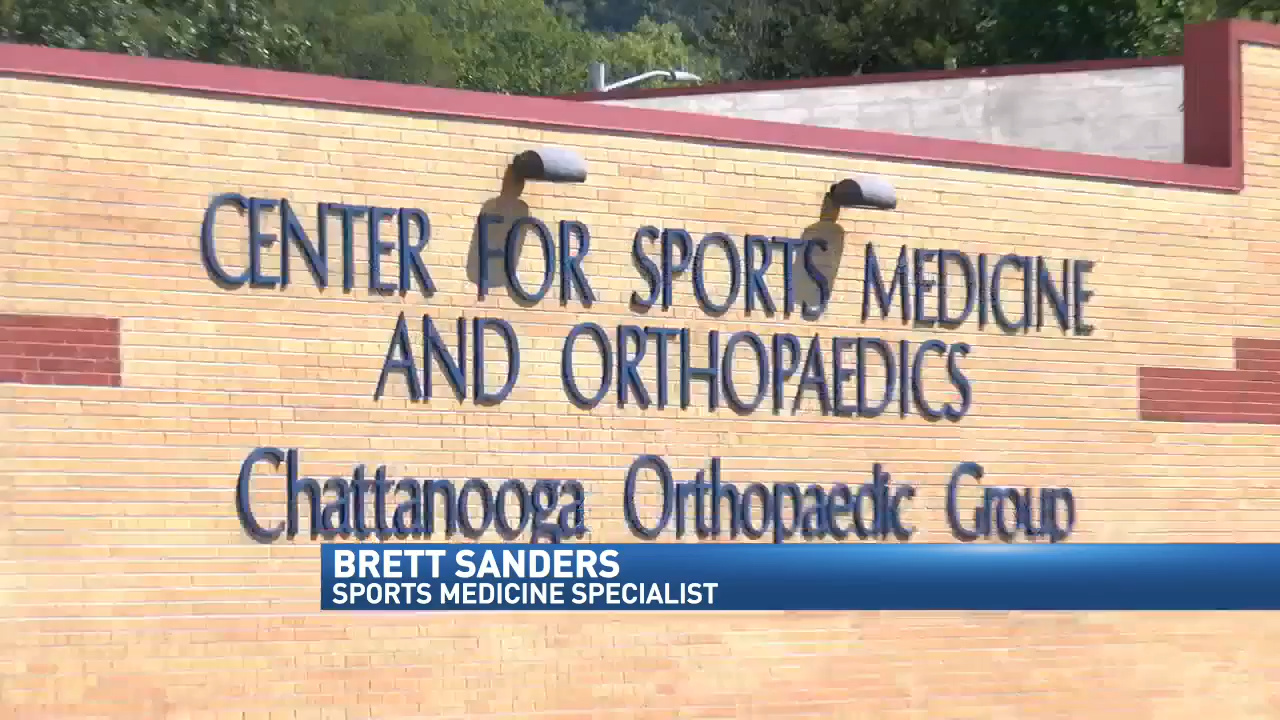 CENTER FOR SPORTS MEDICINE
AND ORTHOPAEDICS
Chattanooga Orthopaedic Group
BRETT SANDERS
SPORTS MEDICINE SPECIALIST